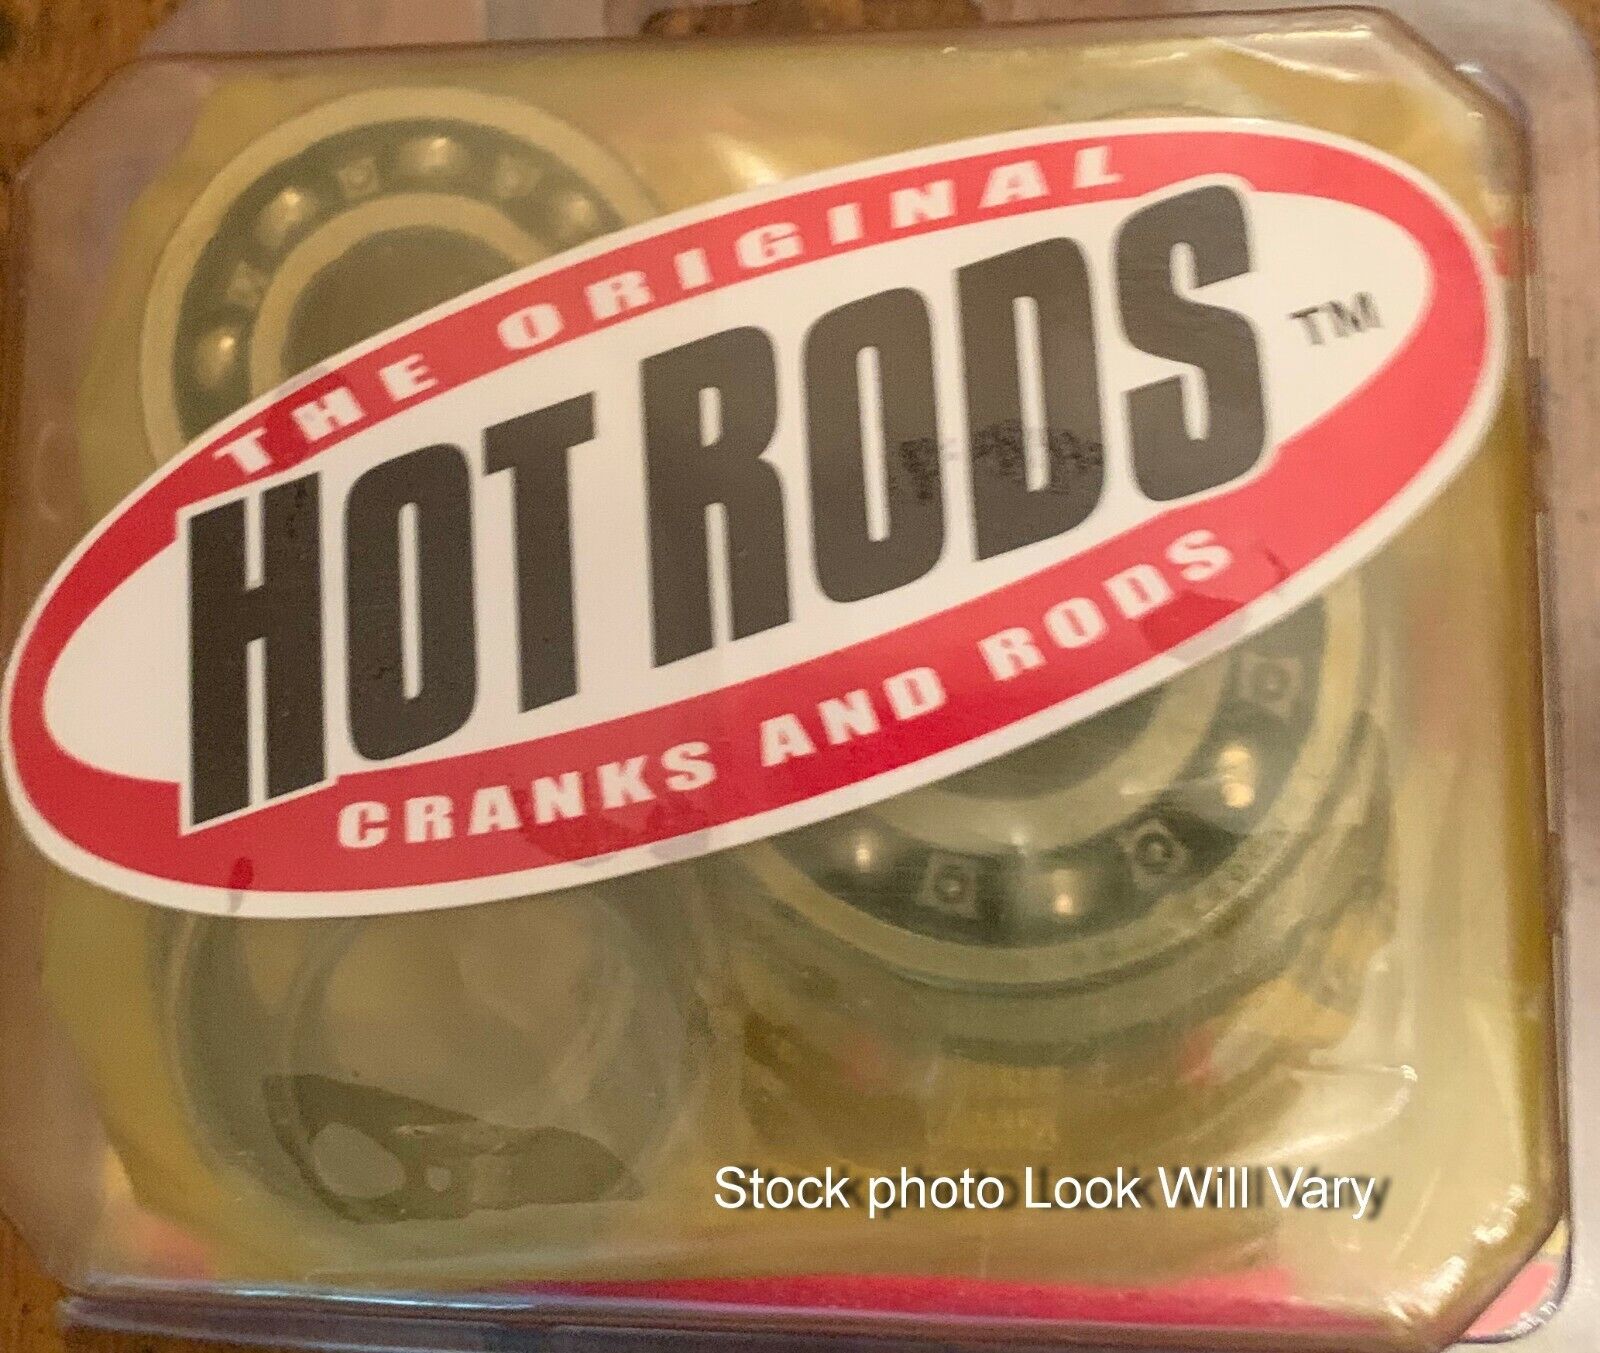 THE ORIGINAL
HOT RODS
TM
CRANKS AND RODS
Stock photo Look Will Vary